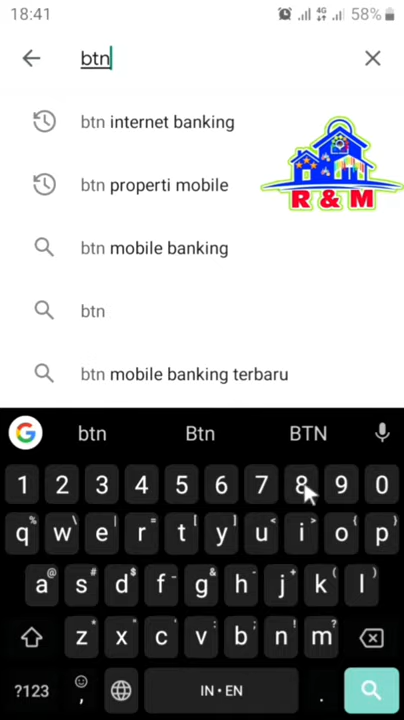 18:41 4G 58%
btn
btn internet banking
btn properti mobile
R & M
btn mobile banking
btn
btn mobile banking terbaru
G btn Btn BTN
1 2 3 4 5 6 7 8 9 0
q % w \ e | r = t [ y ] u < i > o { p }
a @ s # d $ f _ g & h - j + k ( l )
z * x " c ' v : b ; n ! m ?
?123 , IN • EN .